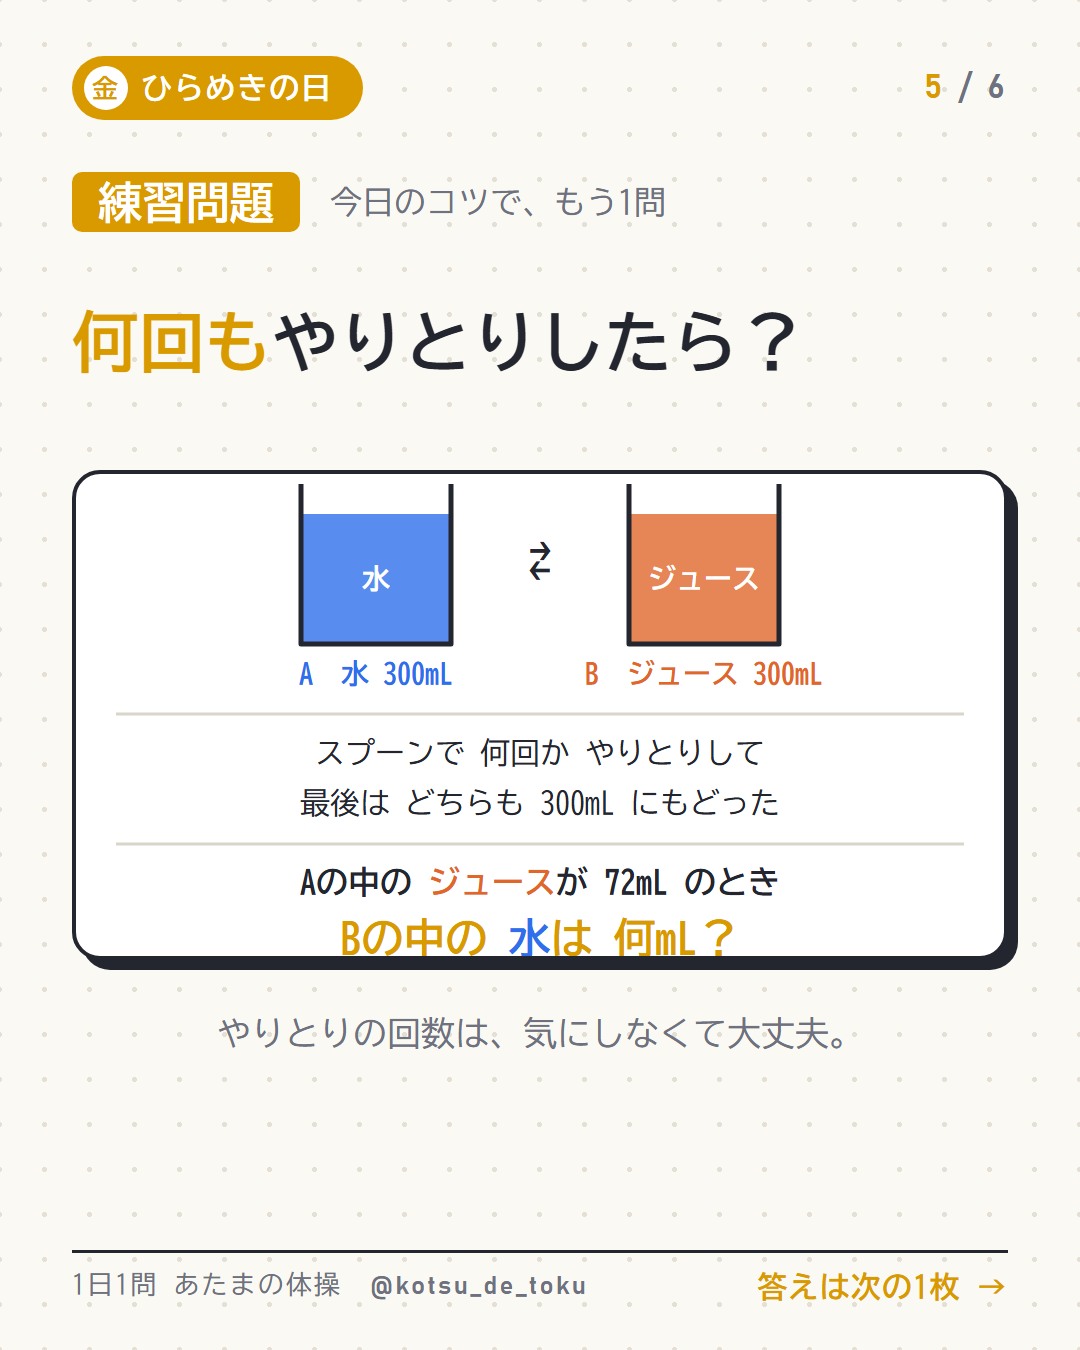 金 ひらめきの日
5 / 6
練習問題 今日のコツで、もう1問
何回もやりとりしたら？
水 ⇄ ジュース
A 水 300mL B ジュース 300mL
スプーンで 何回か やりとりして
最後は どちらも 300mL にもどった
Aの中の ジュースが 72mL のとき
Bの中の 水は 何mL？
やりとりの回数は、気にしなくて大丈夫。
1日1問 あたまの体操 @kotsu_de_toku 答えは次の1枚 →